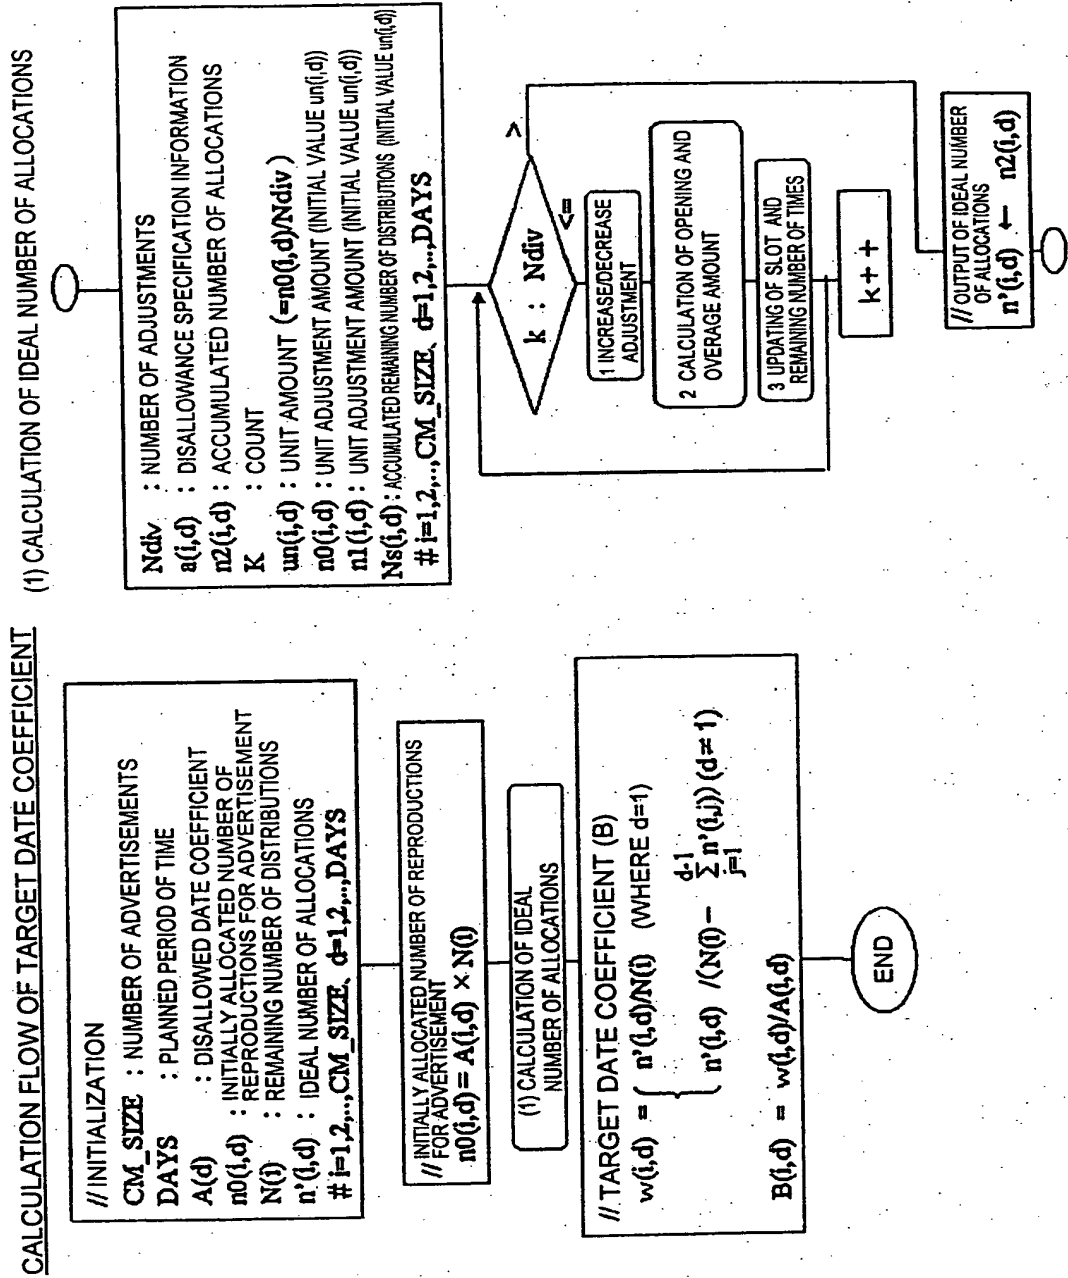 CALCULATION FLOW OF TARGET DATE COEFFICIENT
// INITIALIZATION
CM_SIZE : NUMBER OF ADVERTISEMENTS
DAYS : PLANNED PERIOD OF TIME
A(d) : DISALLOWED DATE COEFFICIENT
n0(i,d) : INITIALLY ALLOCATED NUMBER OF
REPRODUCTIONS FOR ADVERTISEMENT
N(i) : REMAINING NUMBER OF DISTRIBUTIONS
n'(i,d) : IDEAL NUMBER OF ALLOCATIONS
# i=1,2,..,CM_SIZE、 d=1,2,..,DAYS
// INITIALLY ALLOCATED NUMBER OF REPRODUCTIONS
FOR ADVERTISEMENT
n0(i,d) = A(i,d) × N(i)
(1) CALCULATION OF IDEAL
NUMBER OF ALLOCATIONS
// TARGET DATE COEFFICIENT (B)
w(i,d) = { n'(i,d)/N(i) (WHERE d=1)
n'(i,d) /(N(i) − Σ n'(i,j)) (d≠1)
d-1
j=1
B(i,d) = w(i,d)/A(i,d)
END
(1) CALCULATION OF IDEAL NUMBER OF ALLOCATIONS
Ndiv : NUMBER OF ADJUSTMENTS
a(i,d) : DISALLOWANCE SPECIFICATION INFORMATION
n2(i,d) : ACCUMULATED NUMBER OF ALLOCATIONS
K : COUNT
un(i,d) : UNIT AMOUNT (=n0(i,d)/Ndiv )
n0(i,d) : UNIT ADJUSTMENT AMOUNT (INITIAL VALUE un(i,d))
n1(i,d) : UNIT ADJUSTMENT AMOUNT (INITIAL VALUE un(i,d))
Ns(i,d) : ACCUMULATED REMAINING NUMBER OF DISTRIBUTIONS (INITIAL VALUE un(i,d))
# i=1,2,..,CM_SIZE、 d=1,2,..,DAYS
k : Ndiv
>
<=
1 INCREASE/DECREASE
ADJUSTMENT
2 CALCULATION OF OPENING AND
OVERAGE AMOUNT
3 UPDATING OF SLOT AND
REMAINING NUMBER OF TIMES
k++
// OUTPUT OF IDEAL NUMBER
OF ALLOCATIONS
n'(i,d) ← n2(i,d)